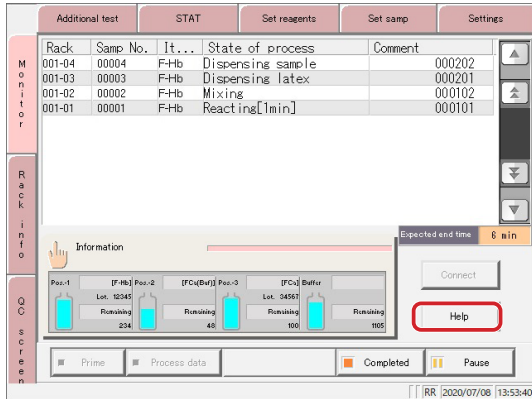 Additional test STAT Set reagents Set samp Settings
Monitor
Rack info
QC screen
Rack Samp No. It... State of process Comment
001-04 00004 F-Hb Dispensing sample 000202
001-03 00003 F-Hb Dispensing latex 000201
001-02 00002 F-Hb Mixing 000102
001-01 00001 F-Hb Reacting[1min] 000101
Expected end time 6 min
Information
Pos.-1 [F-Hb] Pos.-2 [FCs(Buf)] Pos.-3 [FCs] Buffer
Lot. 12345 Lot. 34567
Remaining Remaining Remaining Remaining
234 48 100 1105
Connect
Help
Prime Process data Completed Pause
RR 2020/07/08 13:53:40